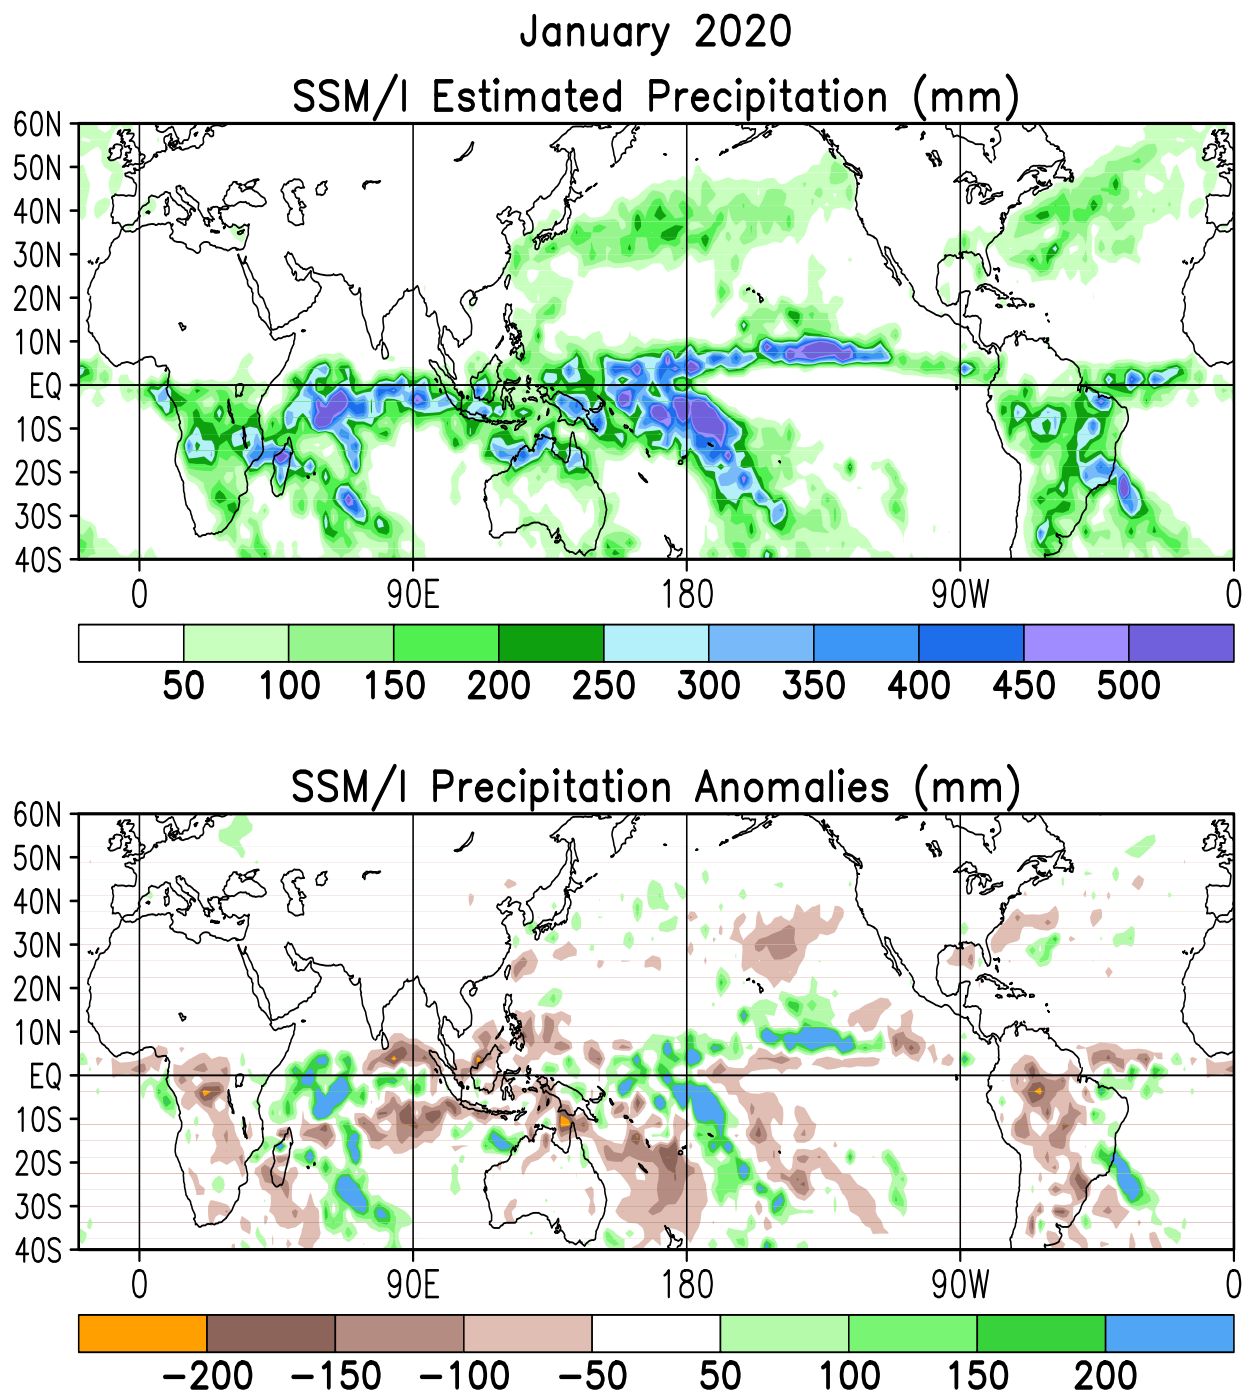 January 2020
SSM/I Estimated Precipitation (mm)
60N
50N
40N
30N
20N
10N
EQ
10S
20S
30S
40S
0 90E 180 90W 0
50 100 150 200 250 300 350 400 450 500
SSM/I Precipitation Anomalies (mm)
60N
50N
40N
30N
20N
10N
EQ
10S
20S
30S
40S
0 90E 180 90W 0
-200 -150 -100 -50 50 100 150 200